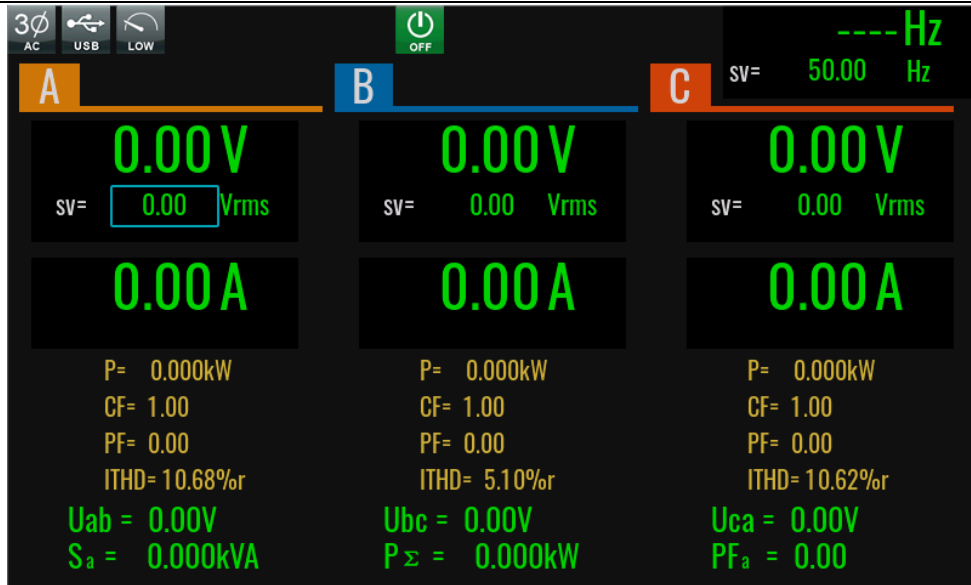 3Ø AC USB LOW OFF ---- Hz
sv= 50.00 Hz
A B C
0.00 V 0.00 V 0.00 V
sv= 0.00 Vrms sv= 0.00 Vrms sv= 0.00 Vrms
0.00 A 0.00 A 0.00 A
P= 0.000kW P= 0.000kW P= 0.000kW
CF= 1.00 CF= 1.00 CF= 1.00
PF= 0.00 PF= 0.00 PF= 0.00
ITHD= 10.68%r ITHD= 5.10%r ITHD= 10.62%r
Uab = 0.00V Ubc = 0.00V Uca = 0.00V
Sa = 0.000kVA PΣ = 0.000kW PFa = 0.00